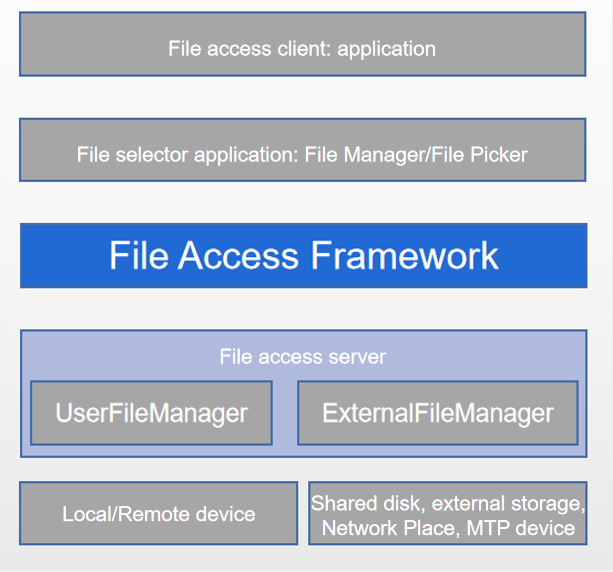 File access client: application
File selector application: File Manager/File Picker
File Access Framework
File access server
UserFileManager
ExternalFileManager
Local/Remote device
Shared disk, external storage,
Network Place, MTP device